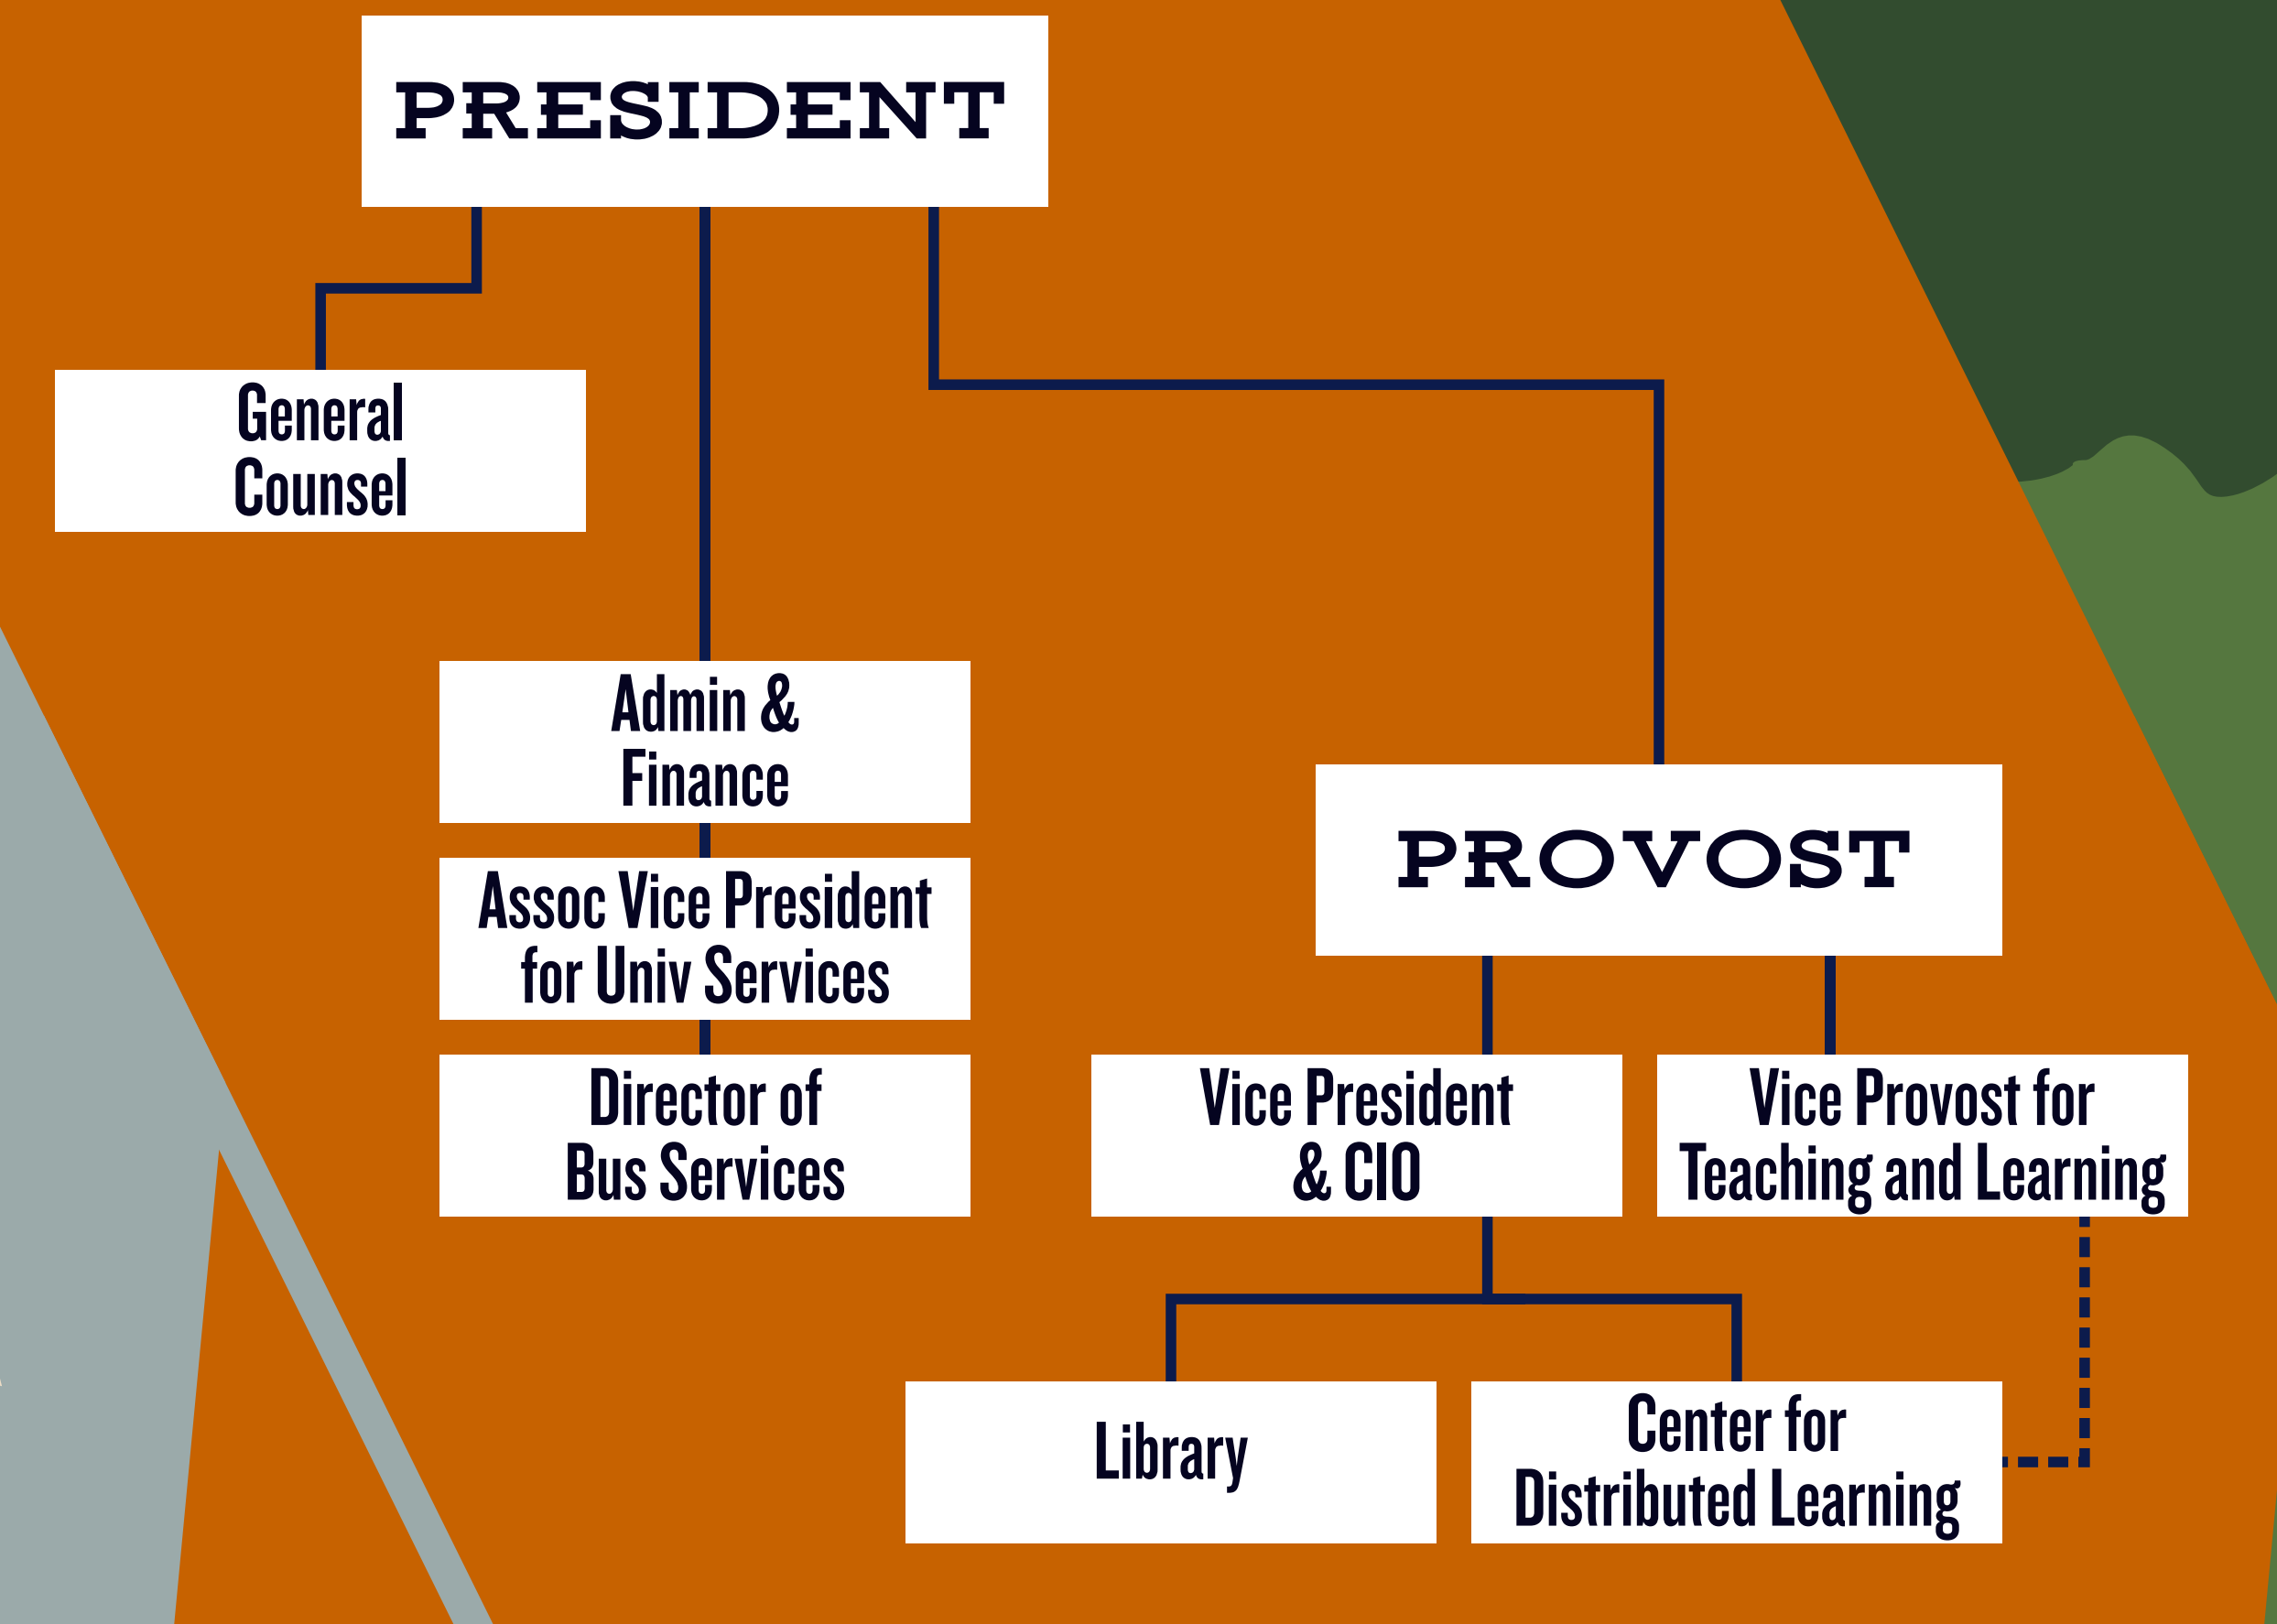 PRESIDENT
General
Counsel
Admin &
Finance
Assoc Vice President
for Univ Services
Director of
Bus Services
PROVOST
Vice President
& CIO
Vice Provost for
Teaching and Learning
Library
Center for
Distributed Learning